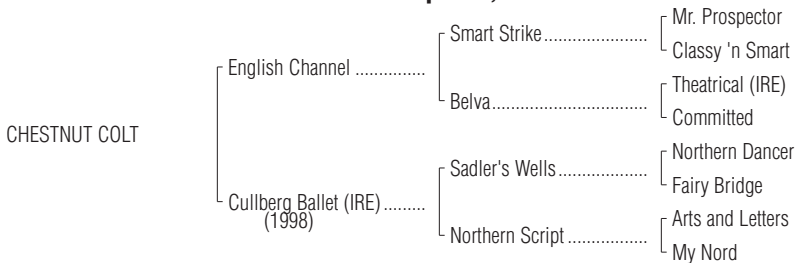 Mr. Prospector
Smart Strike......................
Classy 'n Smart
English Channel ...............
Theatrical (IRE)
Belva.................................
Committed
CHESTNUT COLT
Northern Dancer
Sadler's Wells...................
Fairy Bridge
Cullberg Ballet (IRE) .........
(1998)
Arts and Letters
Northern Script .................
My Nord